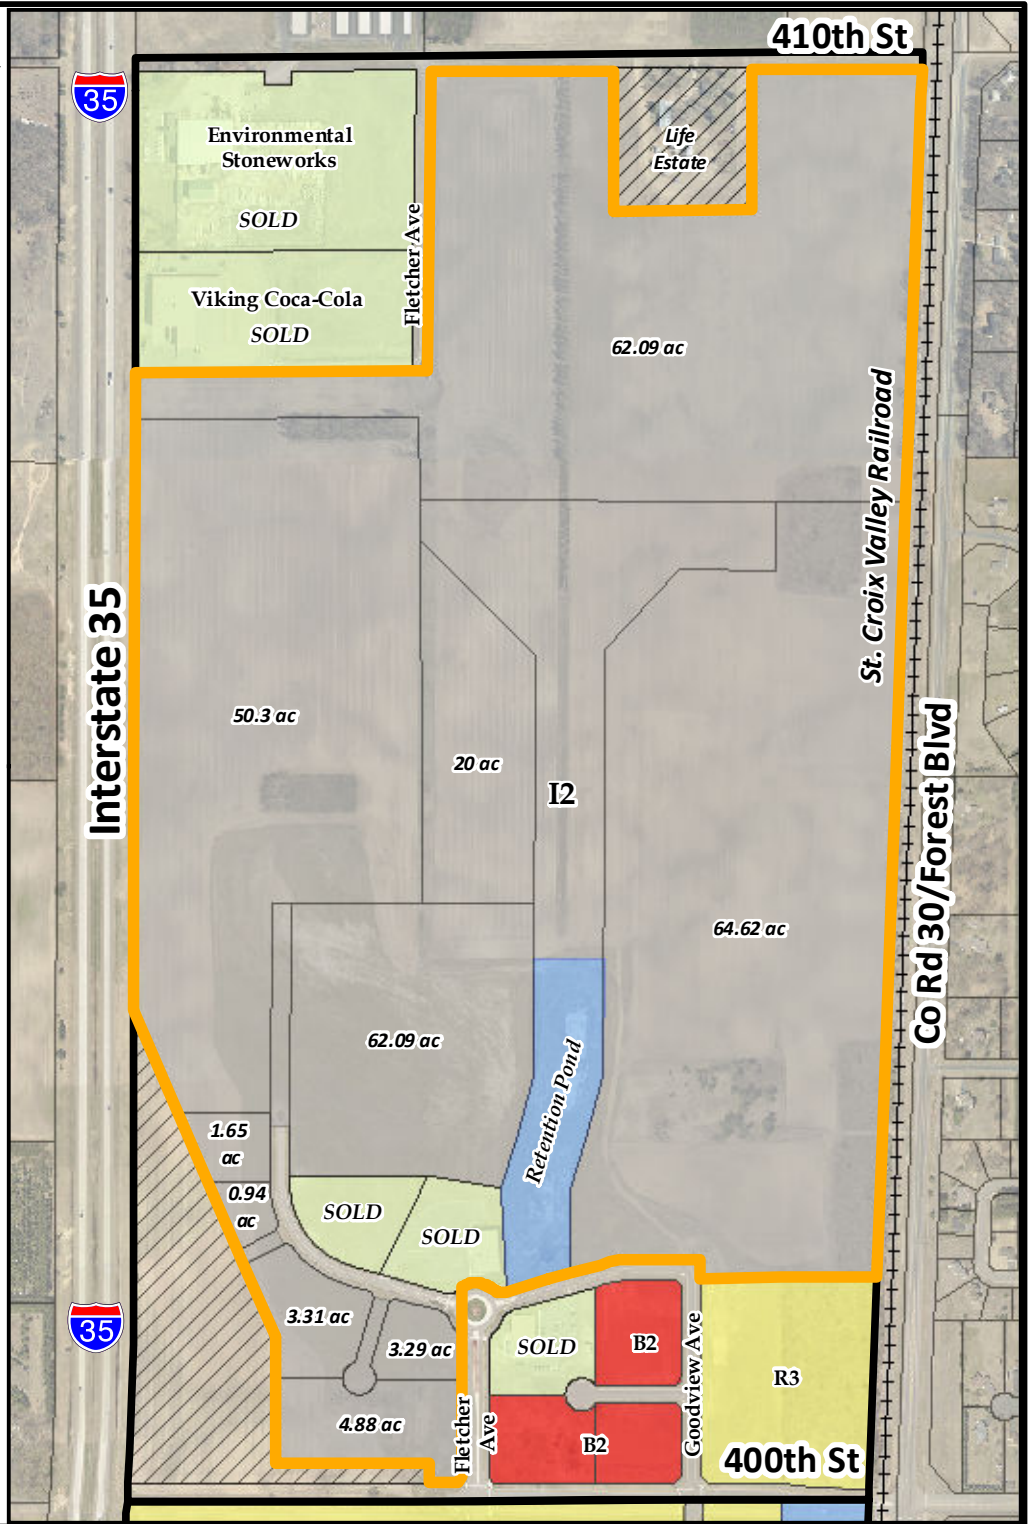 410th St
35
Environmental
Stoneworks
SOLD
Life
Estate
Fletcher Ave
Viking Coca-Cola
SOLD
62.09 ac
St. Croix Valley Railroad
Interstate 35
50.3 ac
20 ac
I2
Co Rd 30/Forest Blvd
64.62 ac
62.09 ac
Retention Pond
1.65
ac
0.94
ac
SOLD
SOLD
35
3.31 ac
3.29 ac
SOLD
B2
Goodview Ave
R3
4.88 ac
Fletcher
Ave
B2
400th St